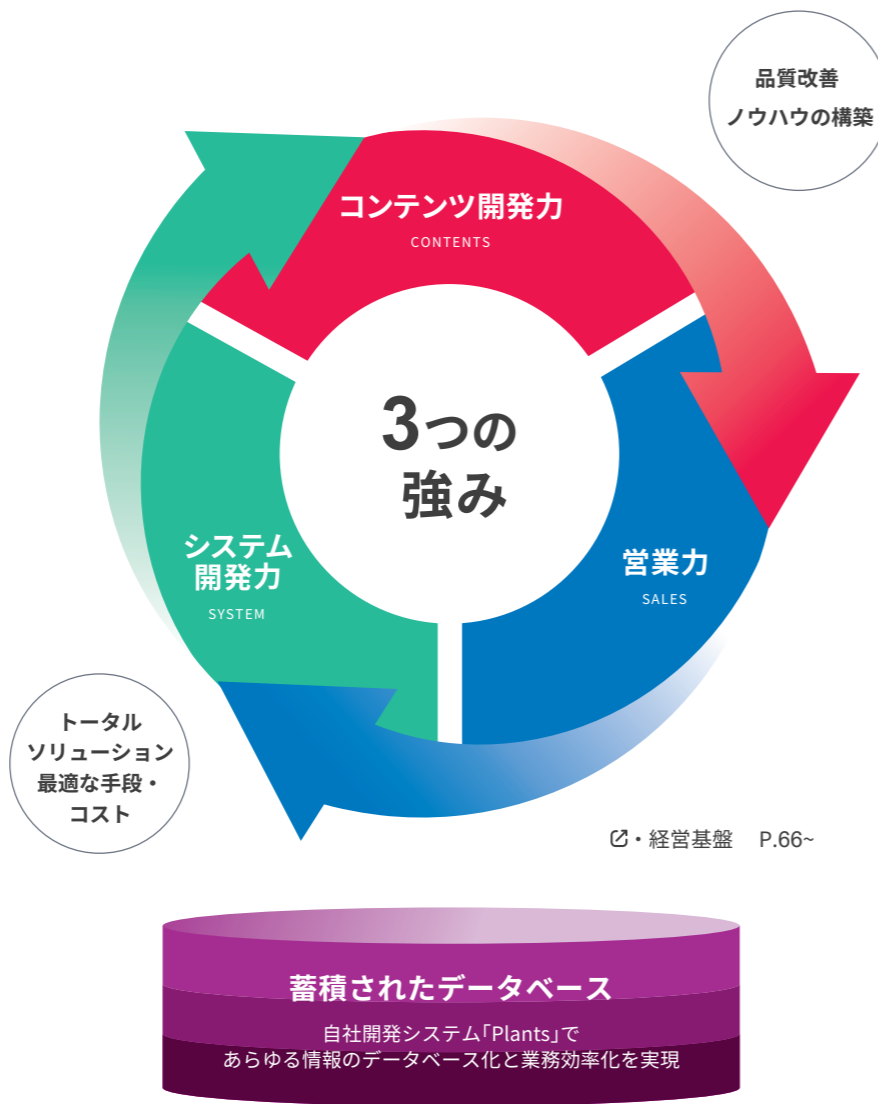 品質改善
ノウハウの構築
コンテンツ開発力
CONTENTS
3つの
強み
営業力
SALES
システム
開発力
SYSTEM
トータル
ソリューション
最適な手段・
コスト
・経営基盤 P.66~
蓄積されたデータベース
自社開発システム「Plants」で
あらゆる情報のデータベース化と業務効率化を実現